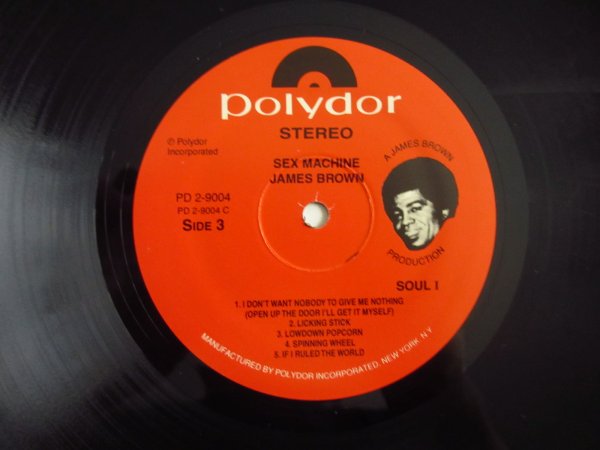 polydor
STEREO
℗ Polydor
Incorporated
SEX MACHINE
JAMES BROWN
A JAMES BROWN
PRODUCTION
PD 2-9004
PD 2-9004 C
SIDE 3
SOUL I
1. I DON'T WANT NOBODY TO GIVE ME NOTHING
(OPEN UP THE DOOR I'LL GET IT MYSELF)
2. LICKING STICK
3. LOWDOWN POPCORN
4. SPINNING WHEEL
5. IF I RULED THE WORLD
MANUFACTURED BY POLYDOR INCORPORATED, NEW YORK, N.Y.